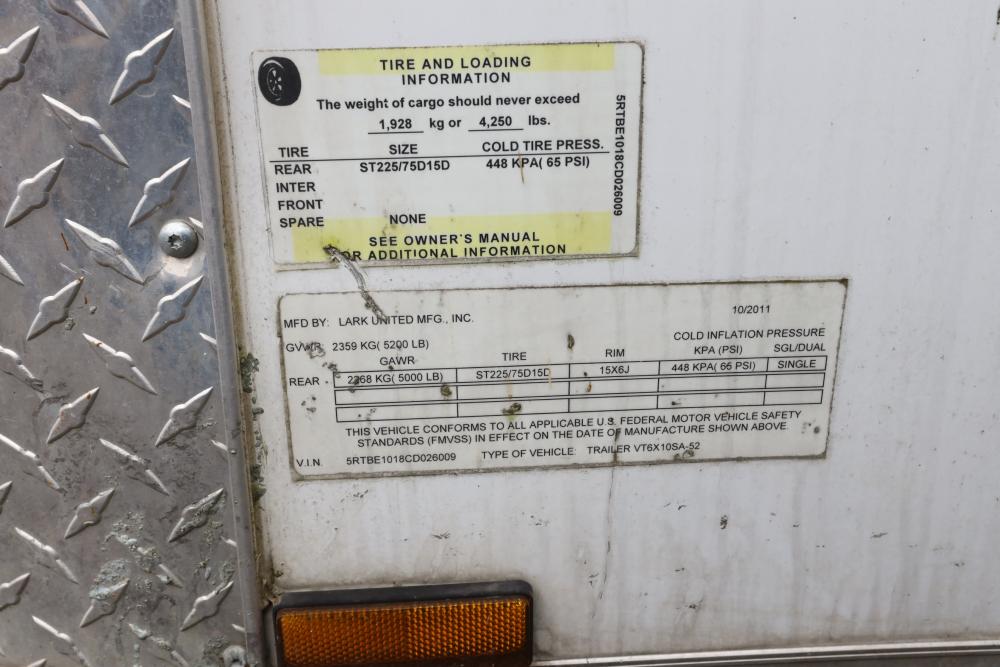 TIRE AND LOADING
INFORMATION
The weight of cargo should never exceed
1,928 kg or 4,250 lbs.
TIRE SIZE COLD TIRE PRESS.
REAR ST225/75D15D 448 KPA( 65 PSI)
INTER
FRONT
SPARE NONE
SEE OWNER'S MANUAL
OR ADDITIONAL INFORMATION
5RTBE1018CD026009
10/2011
MFD BY: LARK UNITED MFG., INC.
GVWR: 2359 KG( 5200 LB)
COLD INFLATION PRESSURE
GAWR TIRE RIM KPA (PSI) SGL/DUAL
REAR 2268 KG( 5000 LB) ST225/75D15D 15X6J 448 KPA( 65 PSI) SINGLE
THIS VEHICLE CONFORMS TO ALL APPLICABLE U.S. FEDERAL MOTOR VEHICLE SAFETY
STANDARDS (FMVSS) IN EFFECT ON THE DATE OF MANUFACTURE SHOWN ABOVE.
V.I.N. 5RTBE1018CD026009 TYPE OF VEHICLE: TRAILER VT6X10SA-52